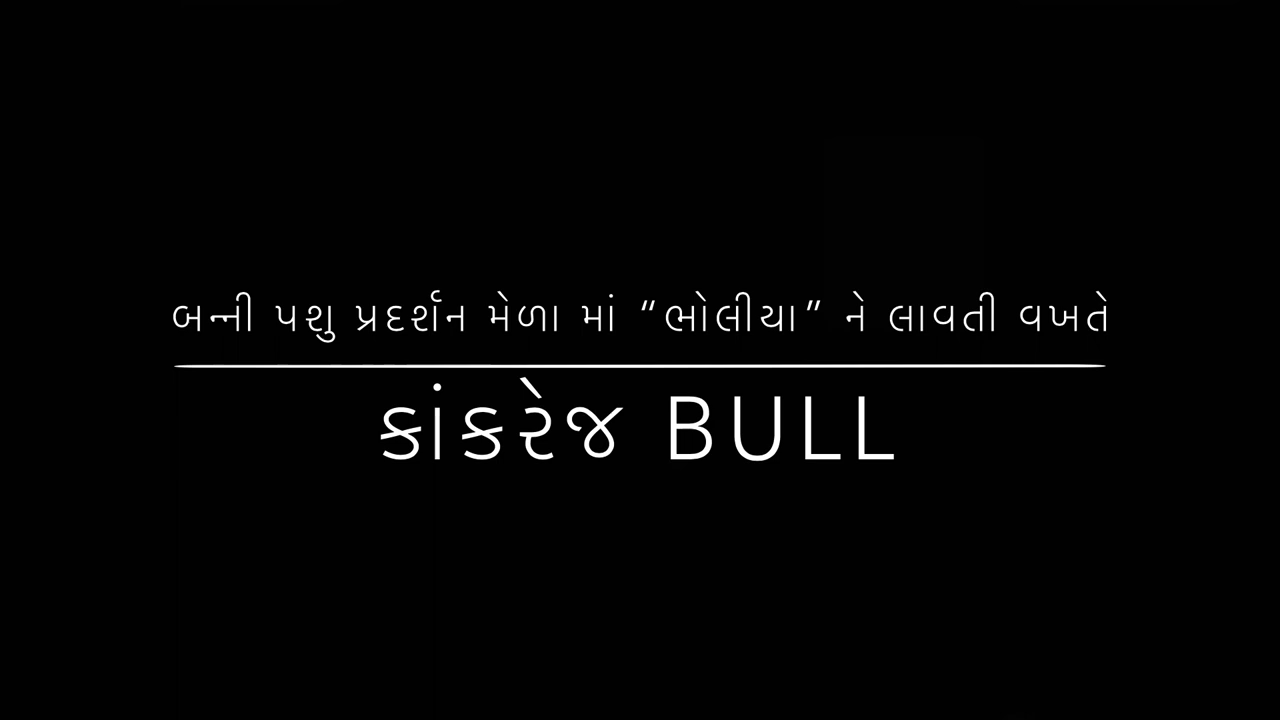 બન્ની પશુ પ્રદર્શન મેળા માં “ભોલીયા” ને લાવતી વખતે
કાંકરેજ BULL